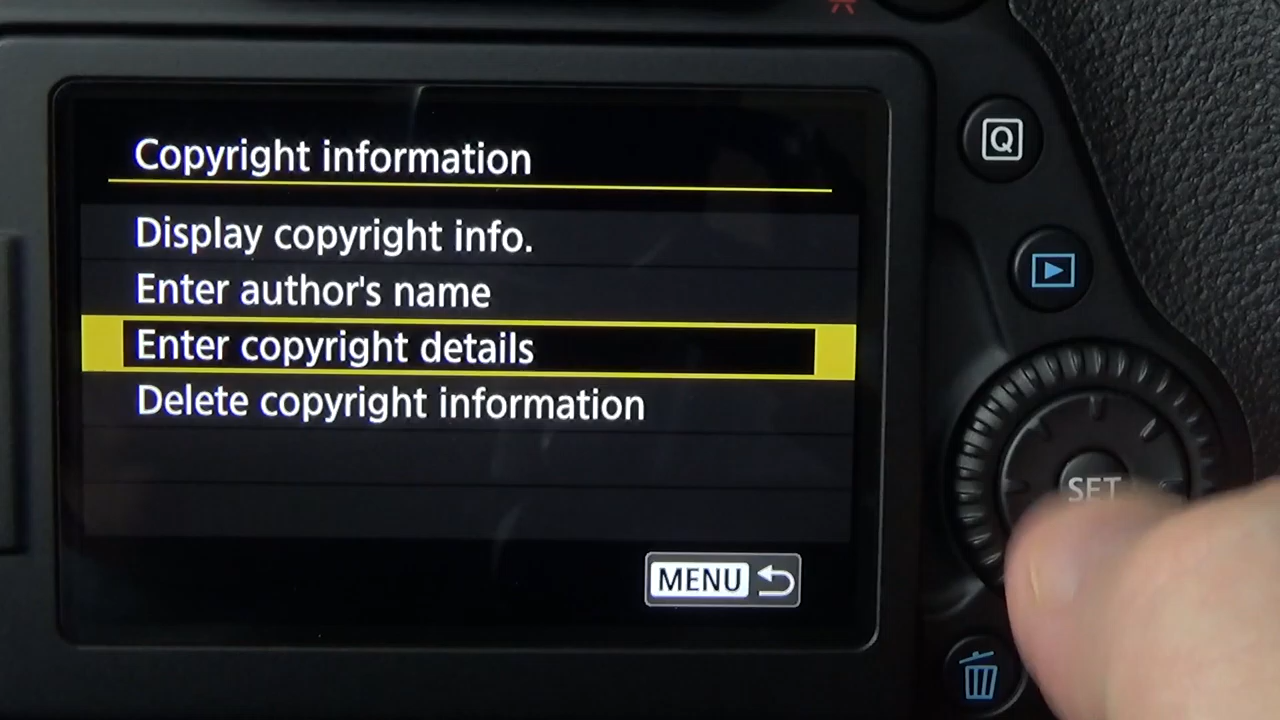 Copyright information
Display copyright info.
Enter author's name
Enter copyright details
Delete copyright information
MENU
Q
SET